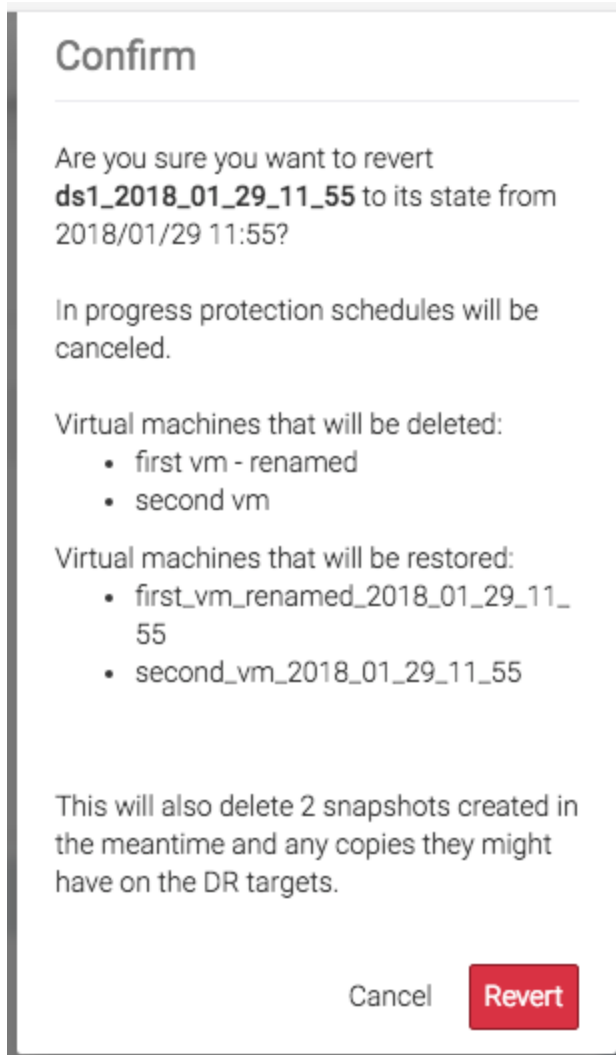 Confirm
Are you sure you want to revert
ds1_2018_01_29_11_55 to its state from
2018/01/29 11:55?
In progress protection schedules will be
canceled.
Virtual machines that will be deleted:
• first vm - renamed
• second vm
Virtual machines that will be restored:
• first_vm_renamed_2018_01_29_11_
55
• second_vm_2018_01_29_11_55
This will also delete 2 snapshots created in
the meantime and any copies they might
have on the DR targets.
Cancel Revert